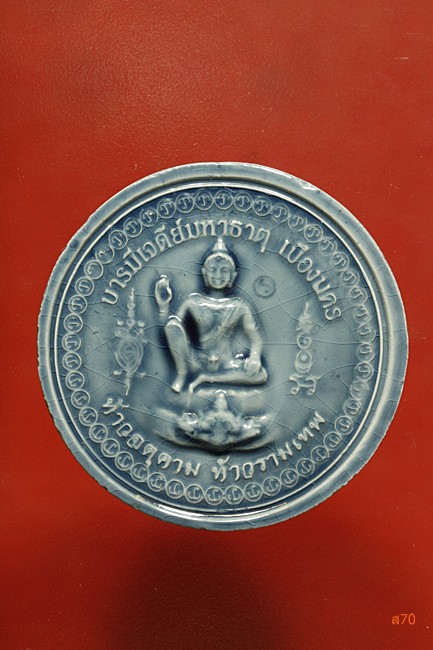 บารมีเจดีย์มหาธาตุ เมืองนคร
ท้าวจตุคาม ท้าวรามเทพ
ส70